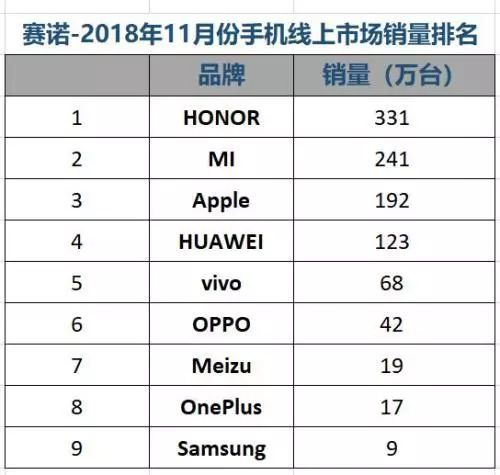 赛诺-2018年11月份手机线上市场销量排名
品牌 销量（万台）
1 HONOR 331
2 MI 241
3 Apple 192
4 HUAWEI 123
5 vivo 68
6 OPPO 42
7 Meizu 19
8 OnePlus 17
9 Samsung 9